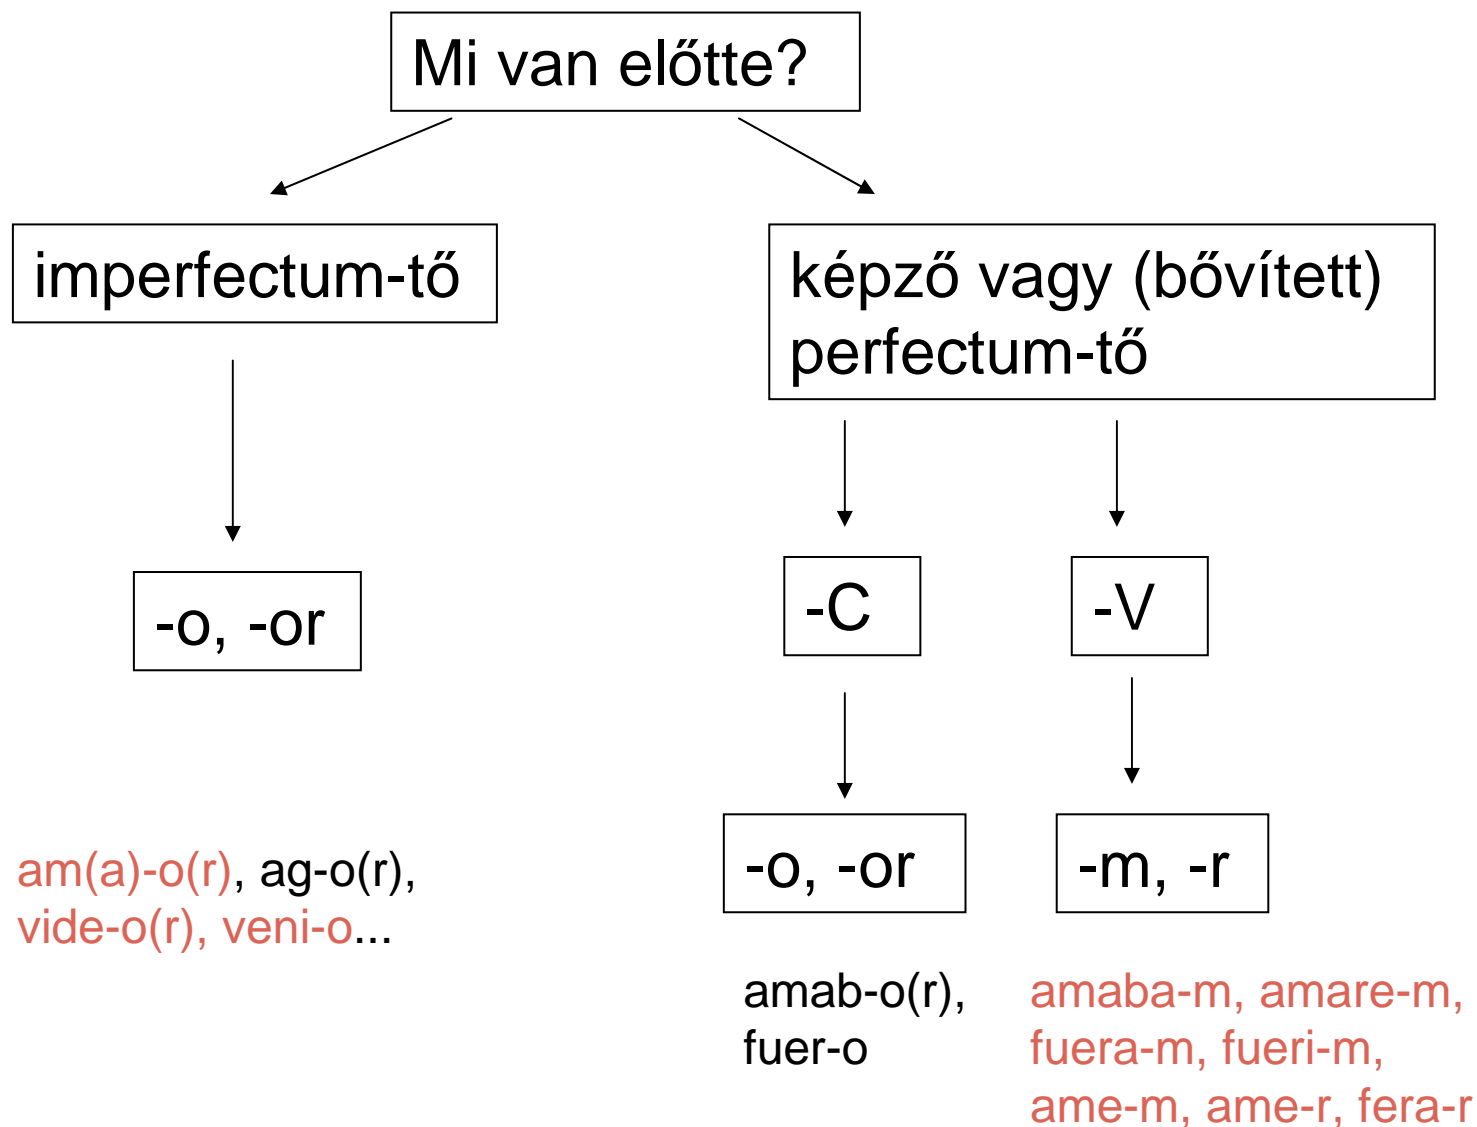 Mi van előtte?
imperfectum-tő
képző vagy (bővített)
perfectum-tő
-o, -or
-C
-V
-o, -or
-m, -r
am(a)-o(r), ag-o(r),
vide-o(r), veni-o...
amab-o(r),
fuer-o
amaba-m, amare-m,
fuera-m, fueri-m,
ame-m, ame-r, fera-r